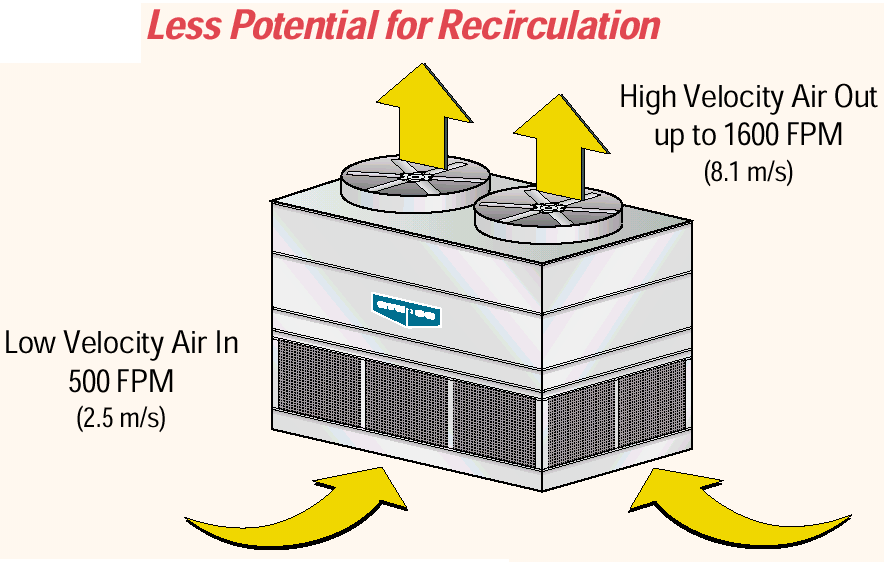 Less Potential for Recirculation
High Velocity Air Out
up to 1600 FPM
(8.1 m/s)
Low Velocity Air In
500 FPM
(2.5 m/s)